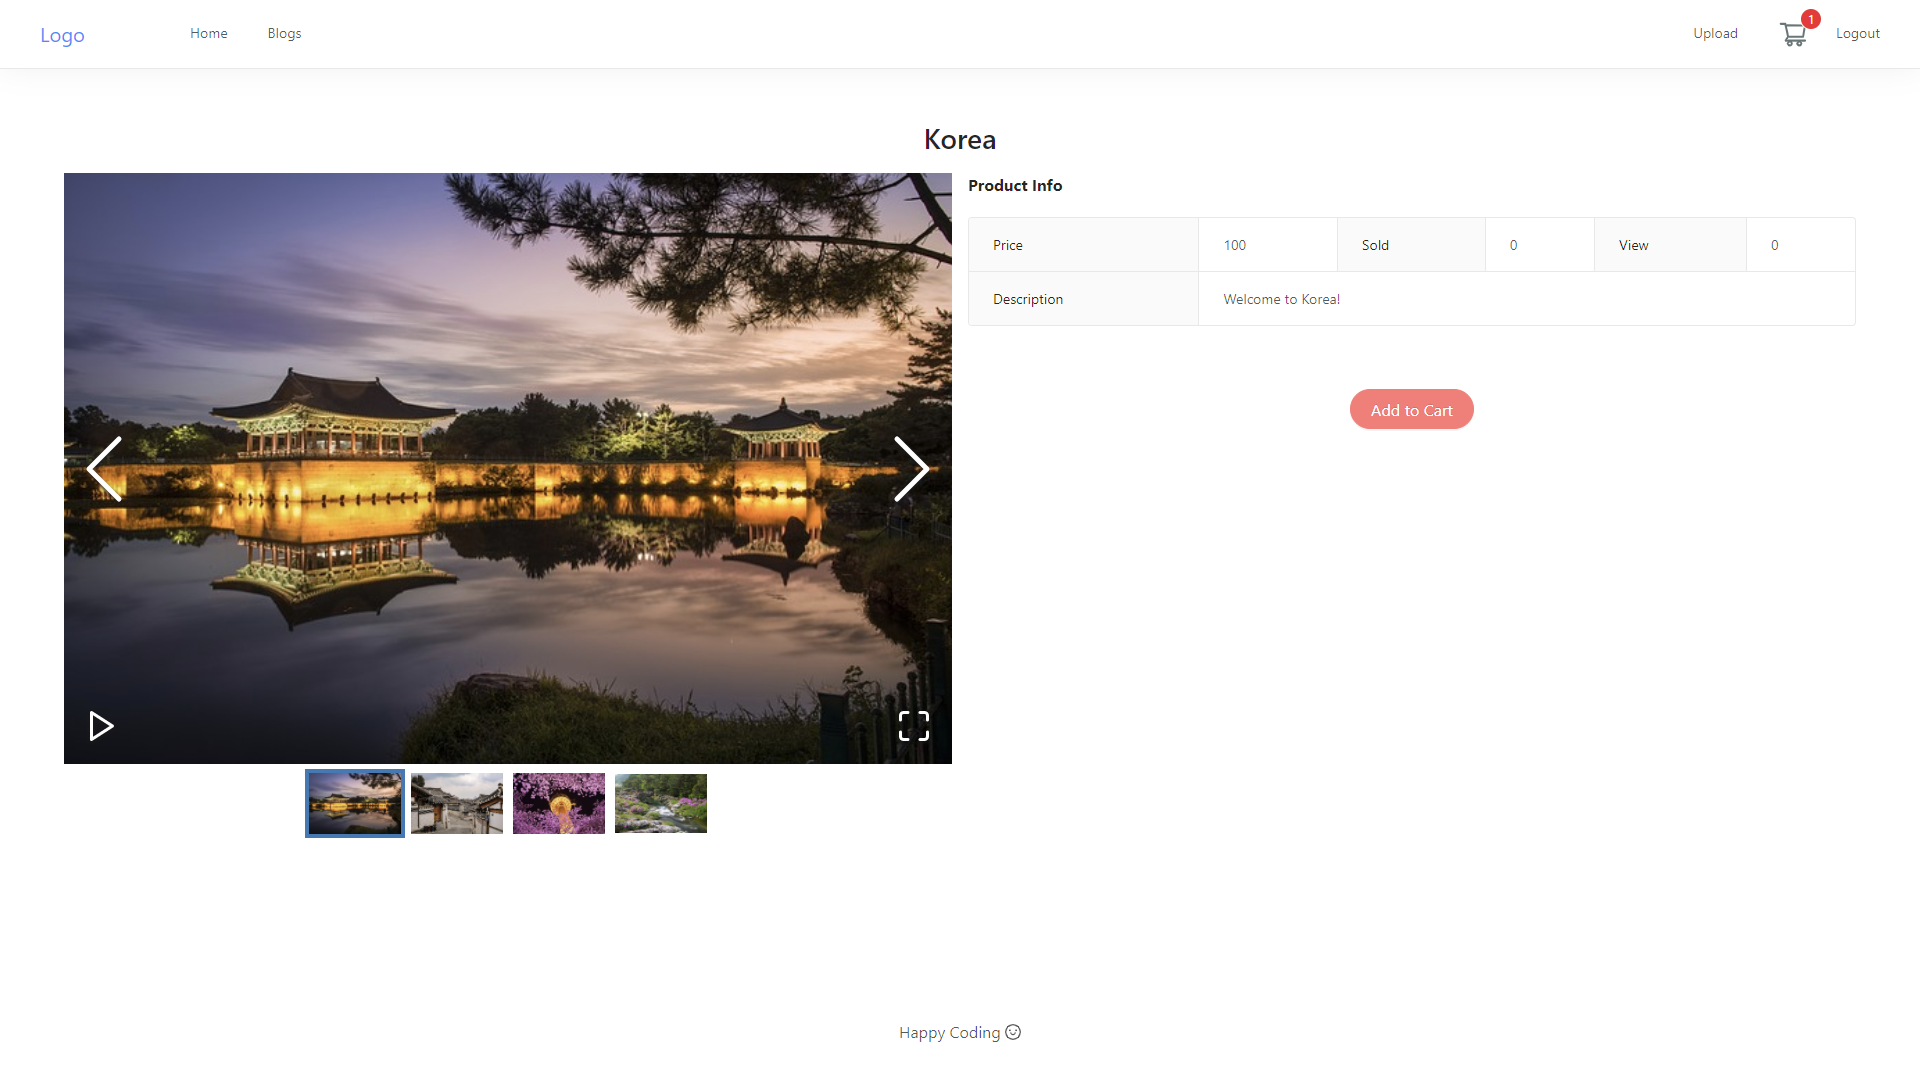 Logo
Home
Blogs
Upload
1
Logout
Korea
Product Info
Price 100 Sold 0 View 0
Description Welcome to Korea!
Add to Cart
Happy Coding